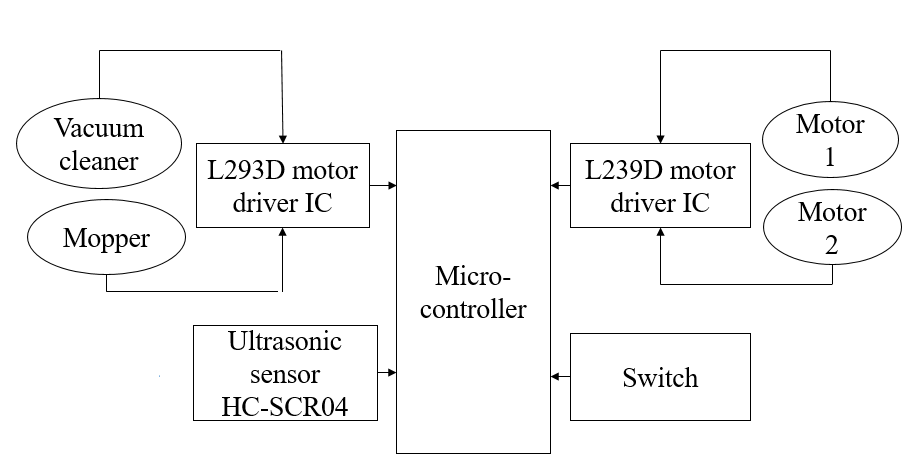 Vacuum
cleaner
Mopper
L293D motor
driver IC
Ultrasonic
sensor
HC-SCR04
Micro-
controller
L239D motor
driver IC
Motor
1
Motor
2
Switch